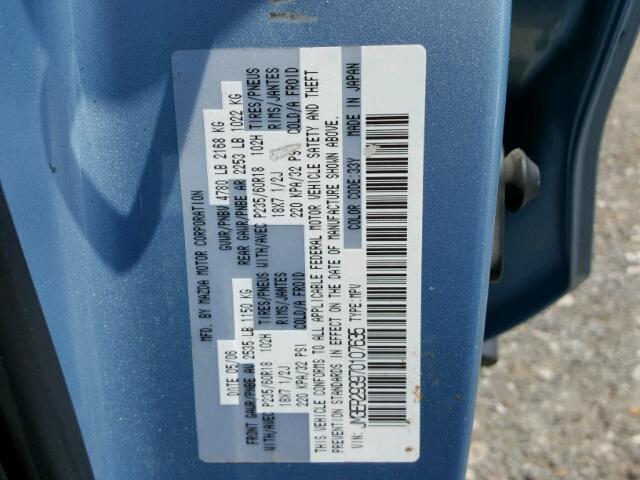 MFD. BY MAZDA MOTOR CORPORATION
DATE 05/06 GVWR/PNBV 4780 LB 2168 KG
FRONT GAWR/PNBE AV 2535 LB 1150 KG REAR GAWR/PNBE AR 2253 LB 1022 KG
WITH/AVEC P235/60R18 102H TIRES/PNEUS WITH/AVEC P235/60R18 102H TIRES/PNEUS
18X7 1/2J RIMS/JANTES 18X7 1/2J RIMS/JANTES
220 KPA/32 PSI COLD/A FROID 220 KPA/32 PSI COLD/A FROID
THIS VEHICLE CONFORMS TO ALL APPLICABLE FEDERAL MOTOR VEHICLE SAFETY AND THEFT
PREVENTION STANDARDS IN EFFECT ON THE DATE OF MANUFACTURE SHOWN ABOVE.
VIN: JM3ER293970107635 TYPE:MPV COLOR CODE:33Y MADE IN JAPAN